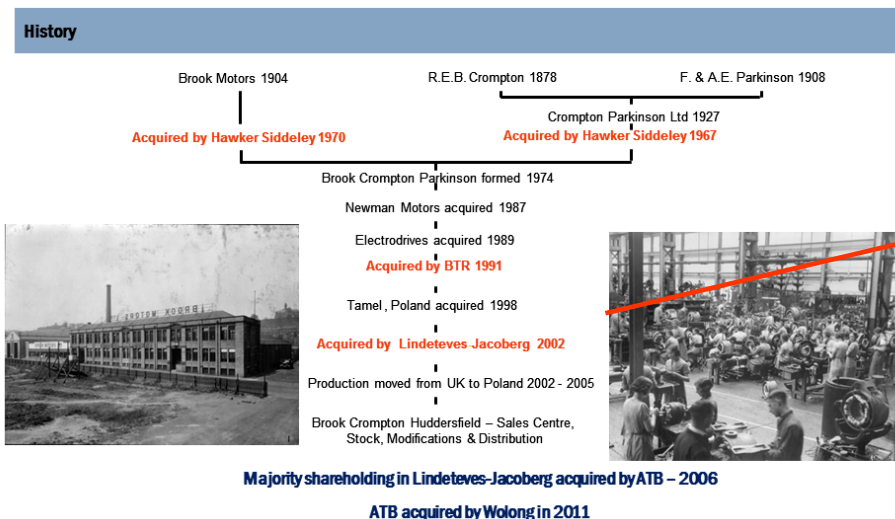 History
Brook Motors 1904
R.E.B. Crompton 1878
F. & A.E. Parkinson 1908
Crompton Parkinson Ltd 1927
Acquired by Hawker Siddeley 1970
Acquired by Hawker Siddeley 1967
Brook Crompton Parkinson formed 1974
Newman Motors acquired 1987
Electrodrives acquired 1989
Acquired by BTR 1991
Tamel, Poland acquired 1998
Acquired by Lindeteves Jacoberg 2002
Production moved from UK to Poland 2002 - 2005
Brook Crompton Huddersfield – Sales Centre,
Stock, Modifications & Distribution
BROOK MOTORS L
Majority shareholding in Lindeteves-Jacoberg acquired by ATB – 2006
ATB acquired by Wolong in 2011